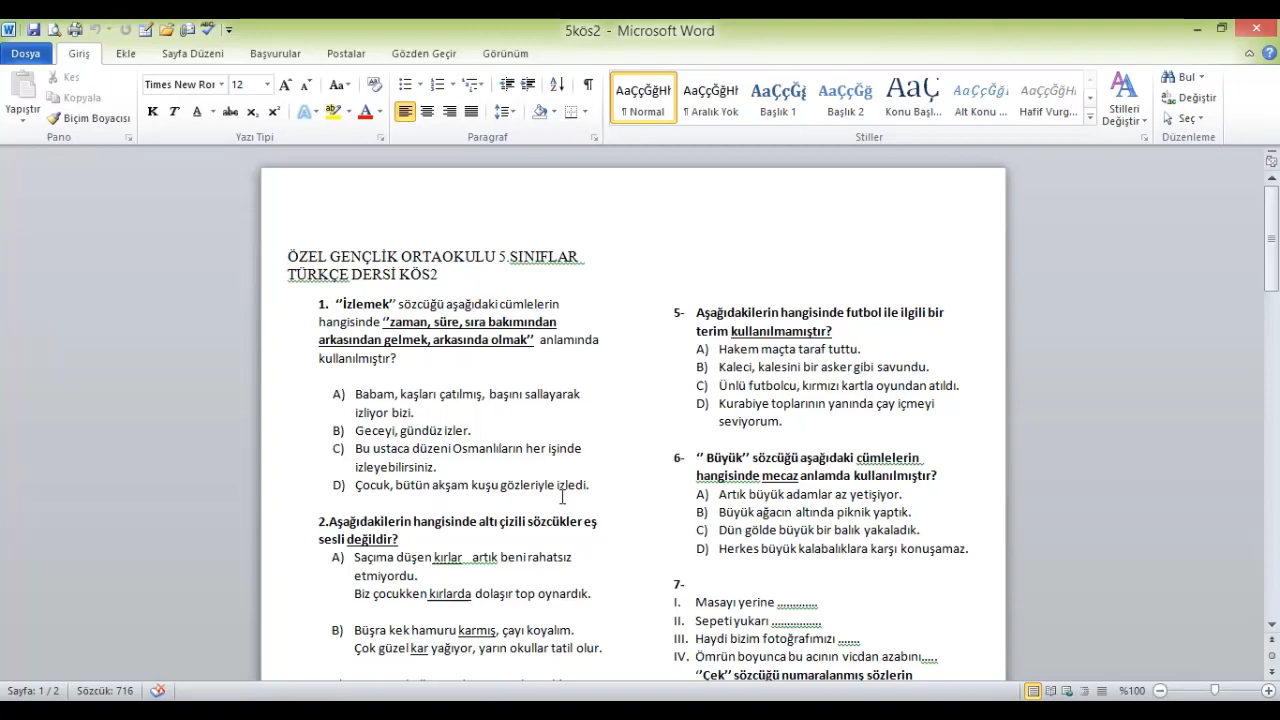 5kös2 - Microsoft Word
Dosya Giriş Ekle Sayfa Düzeni Başvurular Postalar Gözden Geçir Görünüm
Yapıştır
Kes
Kopyala
Biçim Boyacısı
Pano
Times New Ror 12
Yazı Tipi
Paragraf
AaÇçĞğHł AaÇçĞğHł AaÇçĞğ AaÇçĞğ AaÇ AaÇçĞği AaÇçĞğHł
¶ Normal ¶ Aralık Yok Başlık 1 Başlık 2 Konu Başl... Alt Konu ... Hafif Vurg...
Stiller
Stilleri
Değiştir
Bul
Değiştir
Seç
Düzenleme
ÖZEL GENÇLİK ORTAOKULU 5.SINIFLAR
TÜRKÇE DERSİ KÖS2
1. ‘’İzlemek’’ sözcüğü aşağıdaki cümlelerin
hangisinde ‘’zaman, süre, sıra bakımından
arkasından gelmek, arkasında olmak’’ anlamında
kullanılmıştır?
A) Babam, kaşları çatılmış, başını sallayarak
izliyor bizi.
B) Geceyi, gündüz izler.
C) Bu ustaca düzeni Osmanlıların her işinde
izleyebilirsiniz.
D) Çocuk, bütün akşam kuşu gözleriyle izledi.
2.Aşağıdakilerin hangisinde altı çizili sözcükler eş
sesli değildir?
A) Saçıma düşen kırlar artık beni rahatsız
etmiyordu.
Biz çocukken kırlarda dolaşır top oynardık.
B) Büşra kek hamuru karmış, çayı koyalım.
Çok güzel kar yağıyor, yarın okullar tatil olur.
5- Aşağıdakilerin hangisinde futbol ile ilgili bir
terim kullanılmamıştır?
A) Hakem maçta taraf tuttu.
B) Kaleci, kalesini bir asker gibi savundu.
C) Ünlü futbolcu, kırmızı kartla oyundan atıldı.
D) Kurabiye toplarının yanında çay içmeyi
seviyorum.
6- ‘’ Büyük’’ sözcüğü aşağıdaki cümlelerin
hangisinde mecaz anlamda kullanılmıştır?
A) Artık büyük adamlar az yetişiyor.
B) Büyük ağacın altında piknik yaptık.
C) Dün gölde büyük bir balık yakaladık.
D) Herkes büyük kalabalıklara karşı konuşamaz.
7-
I. Masayı yerine .............
II. Sepeti yukarı ................
III. Haydi bizim fotoğrafımızı .......
IV. Ömrün boyunca bu acının vicdan azabını.....
‘’Çek’’ sözcüğü numaralanmış sözlerin
Sayfa: 1 / 2 Sözcük: 716 %100